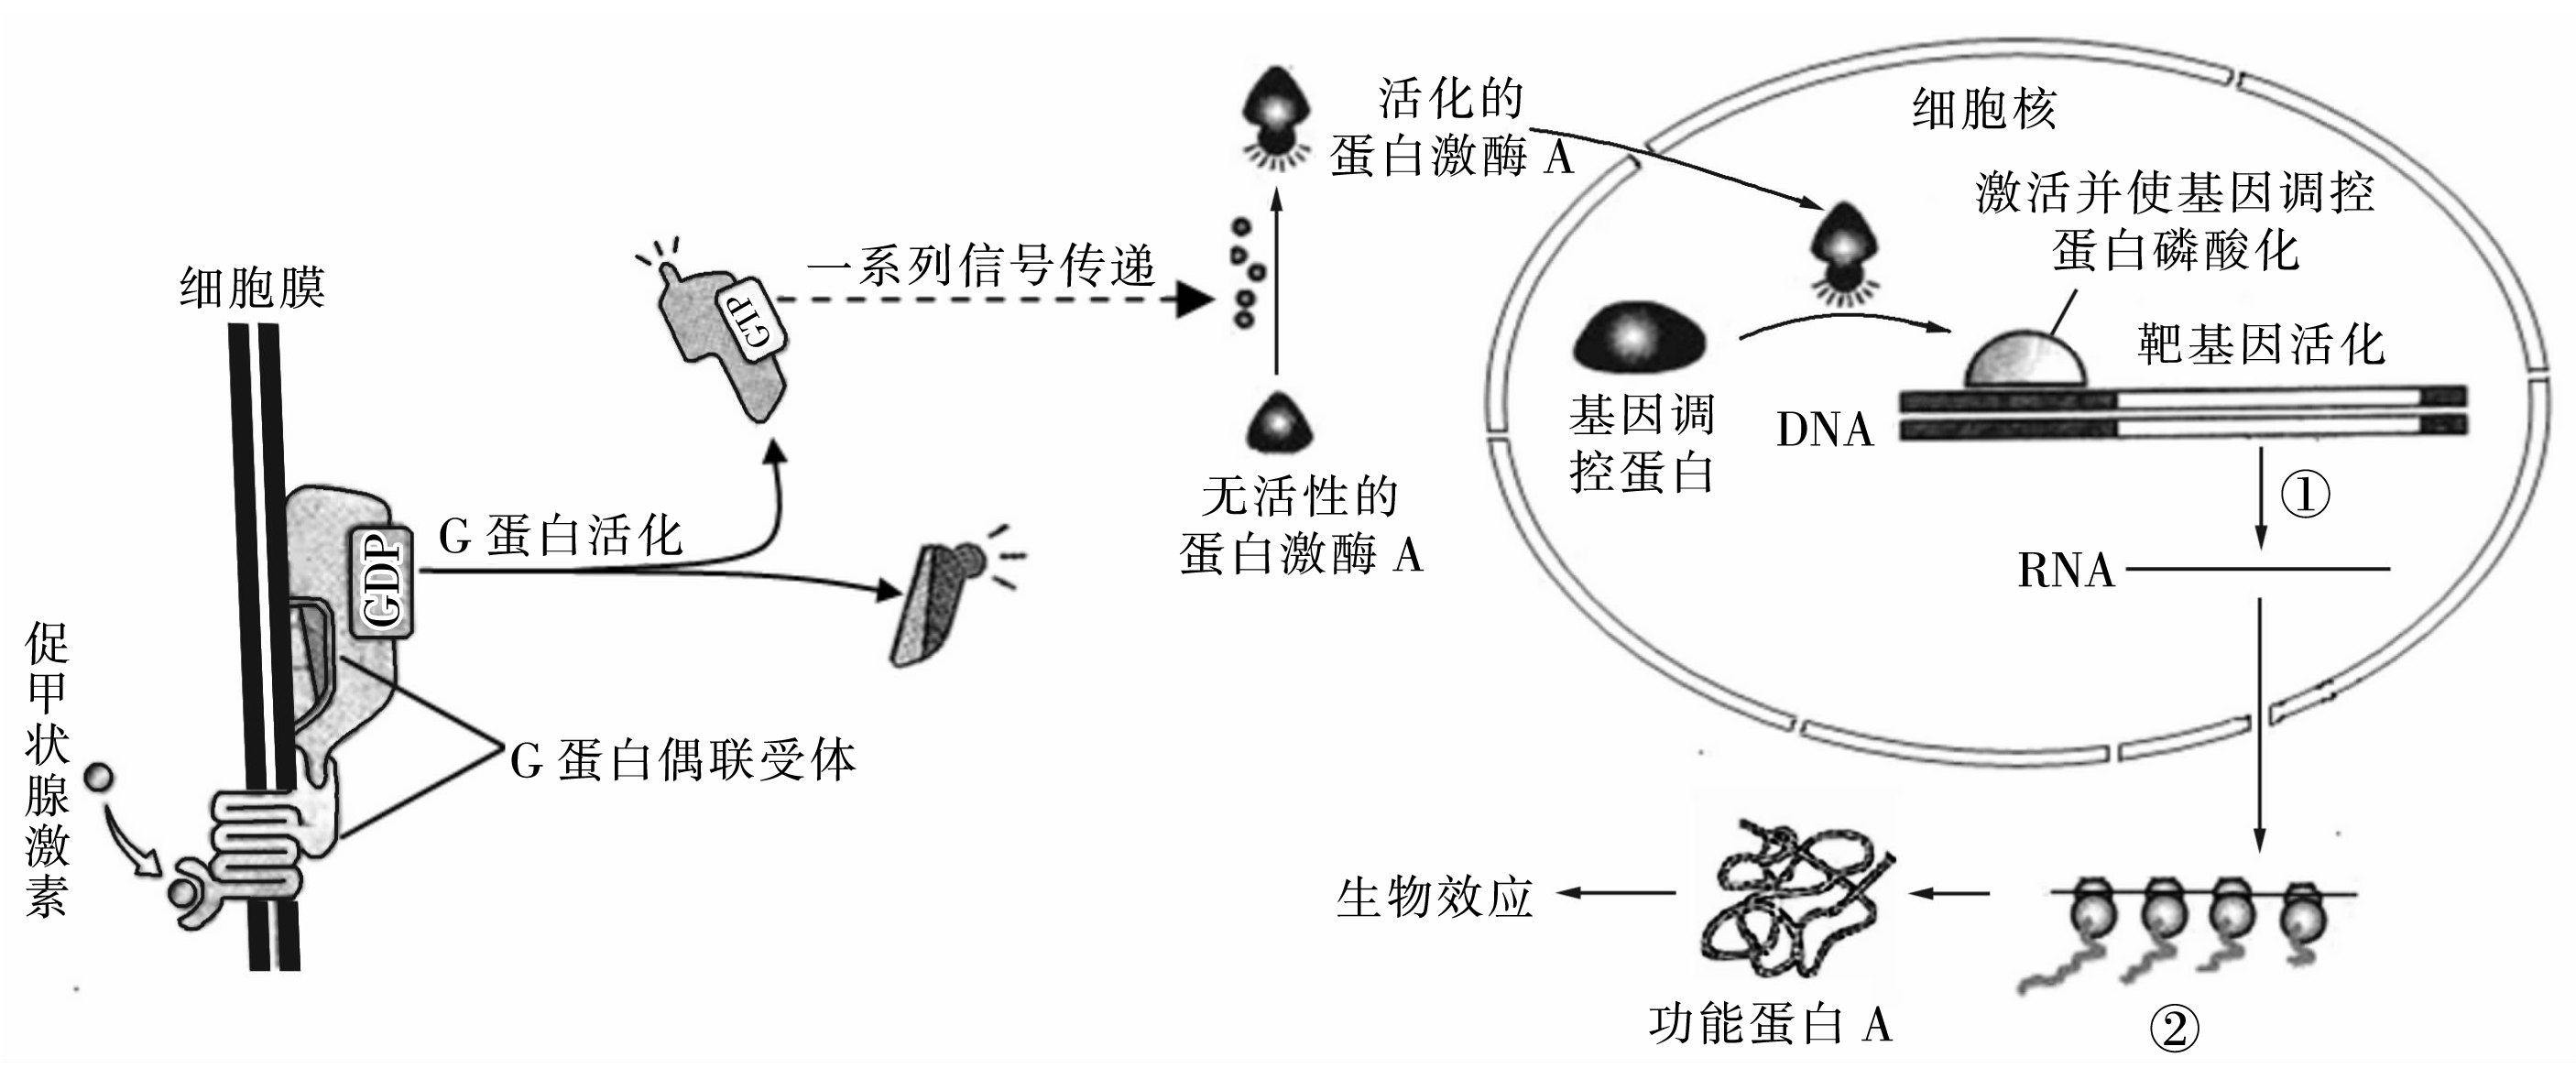 细胞膜
促甲状腺激素
GDP
G 蛋白活化
G 蛋白偶联受体
GTP
一系列信号传递
活化的
蛋白激酶 A
无活性的
蛋白激酶 A
细胞核
激活并使基因调控
蛋白磷酸化
基因调
控蛋白
靶基因活化
DNA
①
RNA
②
功能蛋白 A
生物效应